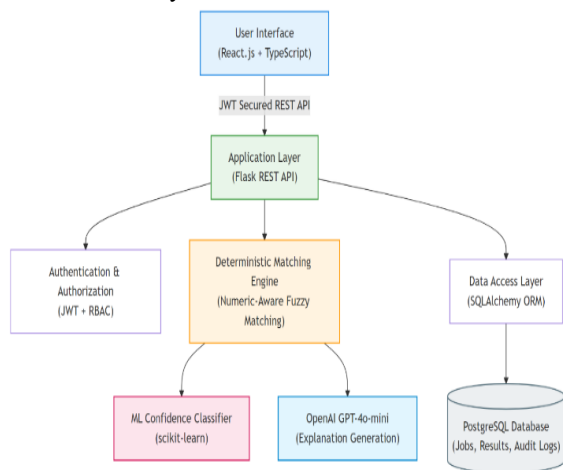 User Interface
(React.js + TypeScript)
JWT Secured REST API
Application Layer
(Flask REST API)
Authentication &
Authorization
(JWT + RBAC)
Deterministic Matching
Engine
(Numeric-Aware Fuzzy
Matching)
Data Access Layer
(SQLAlchemy ORM)
ML Confidence Classifier
(scikit-learn)
OpenAI GPT-4o-mini
(Explanation Generation)
PostgreSQL Database
(Jobs, Results, Audit Logs)